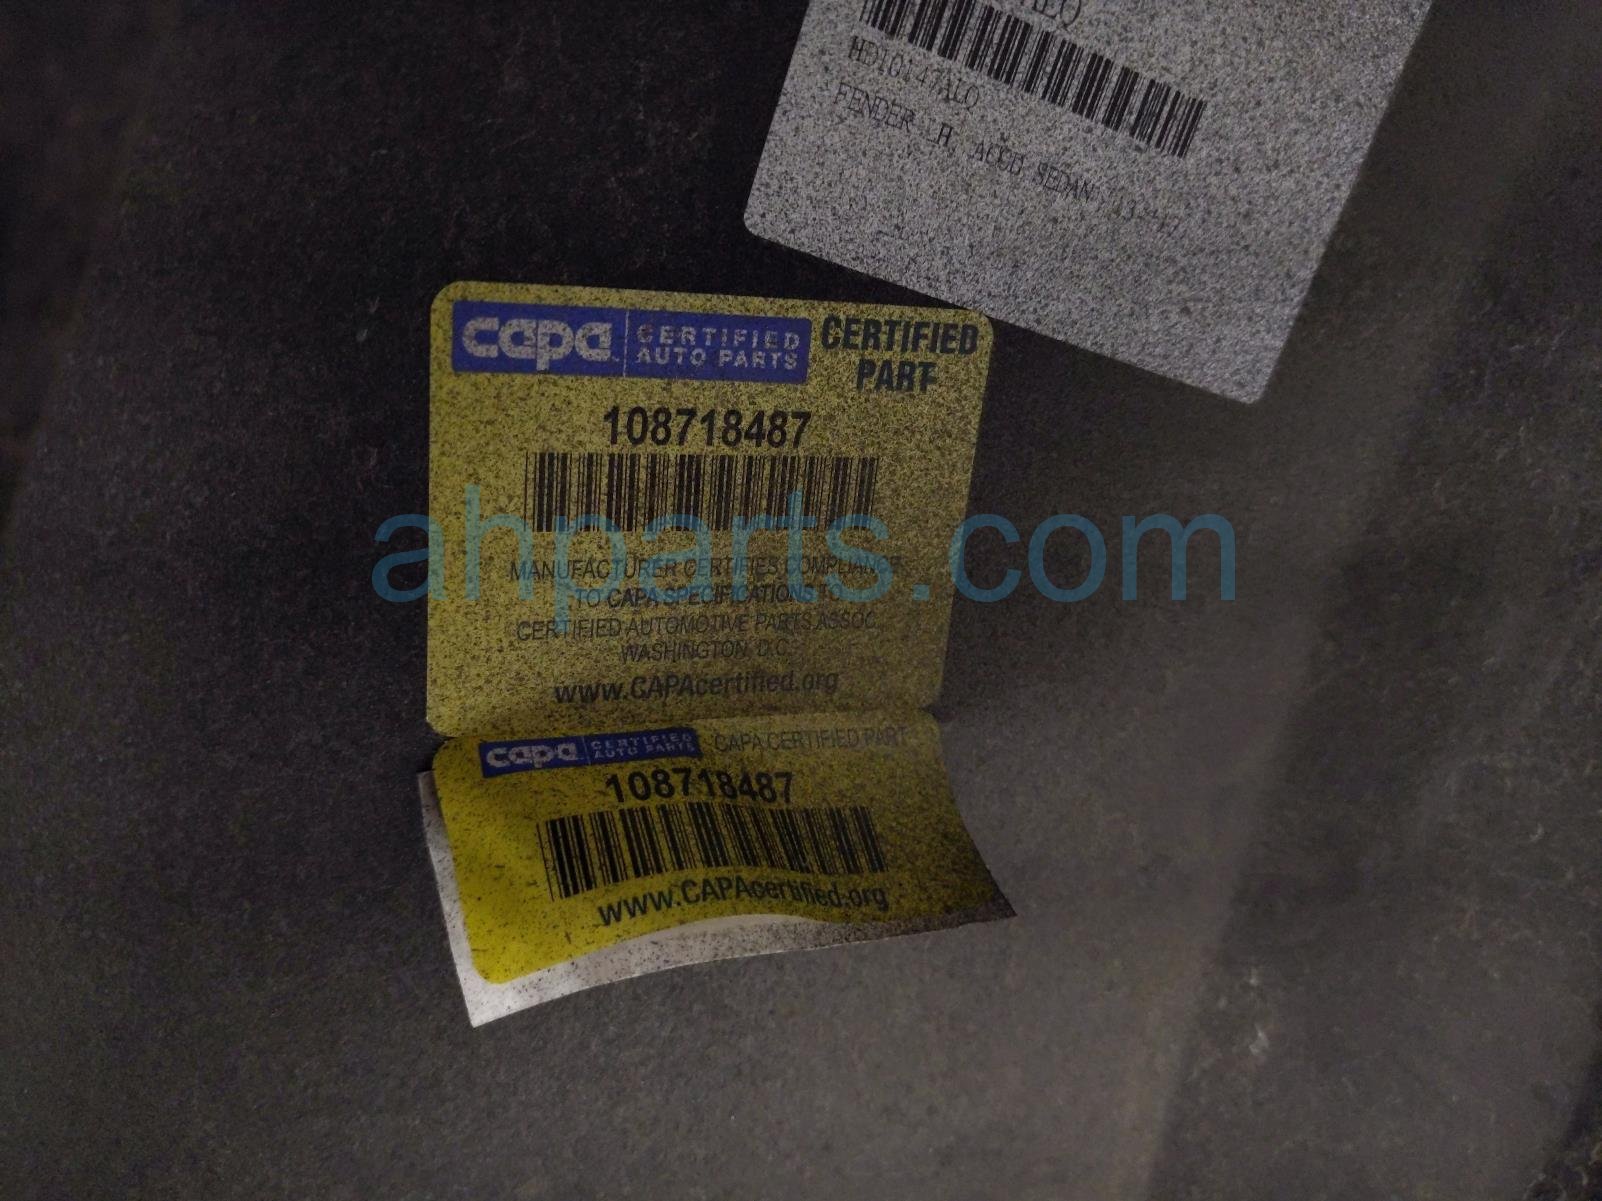 FENDER LH, ACCD SEDAN
capa CERTIFIED AUTO PARTS
CERTIFIED PART
108718487
MANUFACTURER CERTIFIES COMPLIANCE
TO CAPA SPECIFICATIONS TO
CERTIFIED AUTOMOTIVE PARTS ASSOC.
WASHINGTON, D.C.
www.CAPAcertified.org
capa CERTIFIED AUTO PARTS CAPA CERTIFIED PART
108718487
www.CAPAcertified.org
ahparts.com